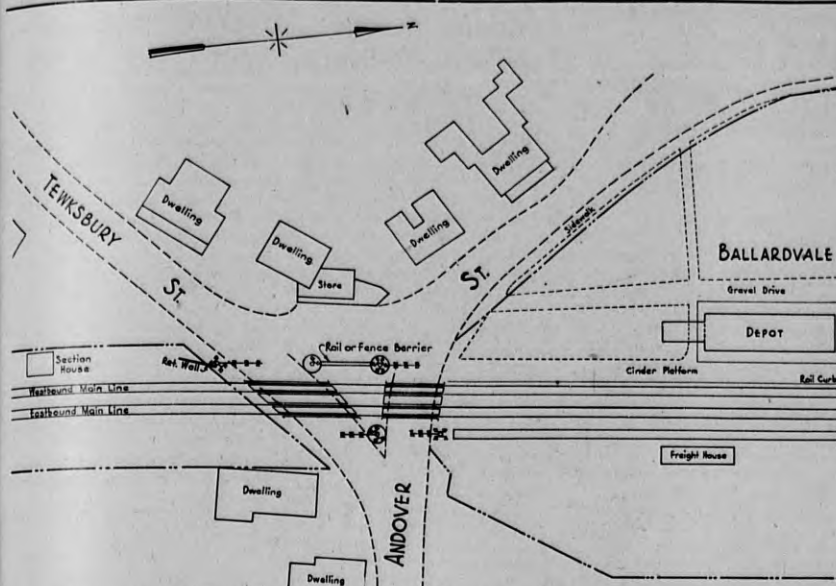 N
TEWKSBURY
ST.
Dwelling
Dwelling
Store
Dwelling
Dwelling
ST.
Sidewalk
BALLARDVALE
Gravel Drive
DEPOT
Rail or Fence Barrier
Cinder Platform
Section
House
Ret. Wall
Westbound Main Line
Eastbound Main Line
Rail Curb
Freight House
Dwelling
ANDOVER
Dwelling